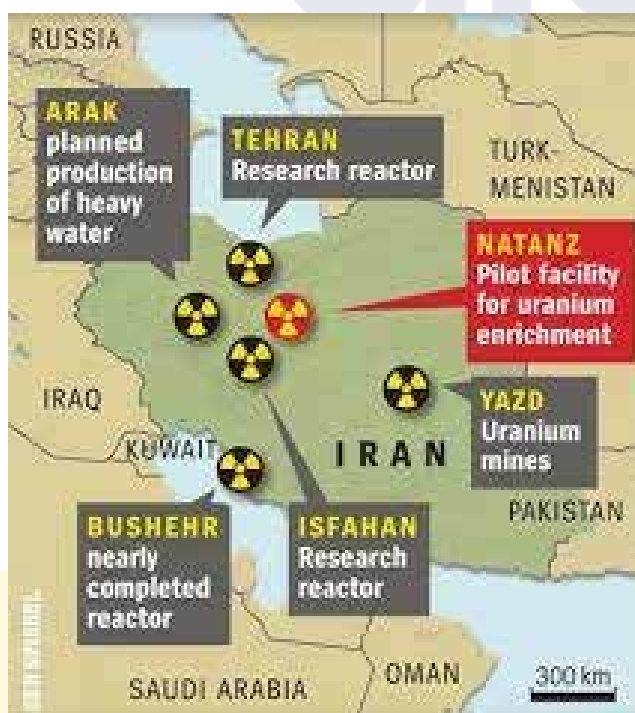 RUSSIA
ARAK
planned
production
of heavy
water
TEHRAN
Research reactor
TURK-
MENISTAN
NATANZ
Pilot facility
for uranium
enrichment
IRAQ
KUWAIT
IRAN
YAZD
Uranium
mines
PAKISTAN
BUSHEHR
nearly
completed
reactor
ISFAHAN
Research
reactor
SAUDI ARABIA
OMAN
300 km